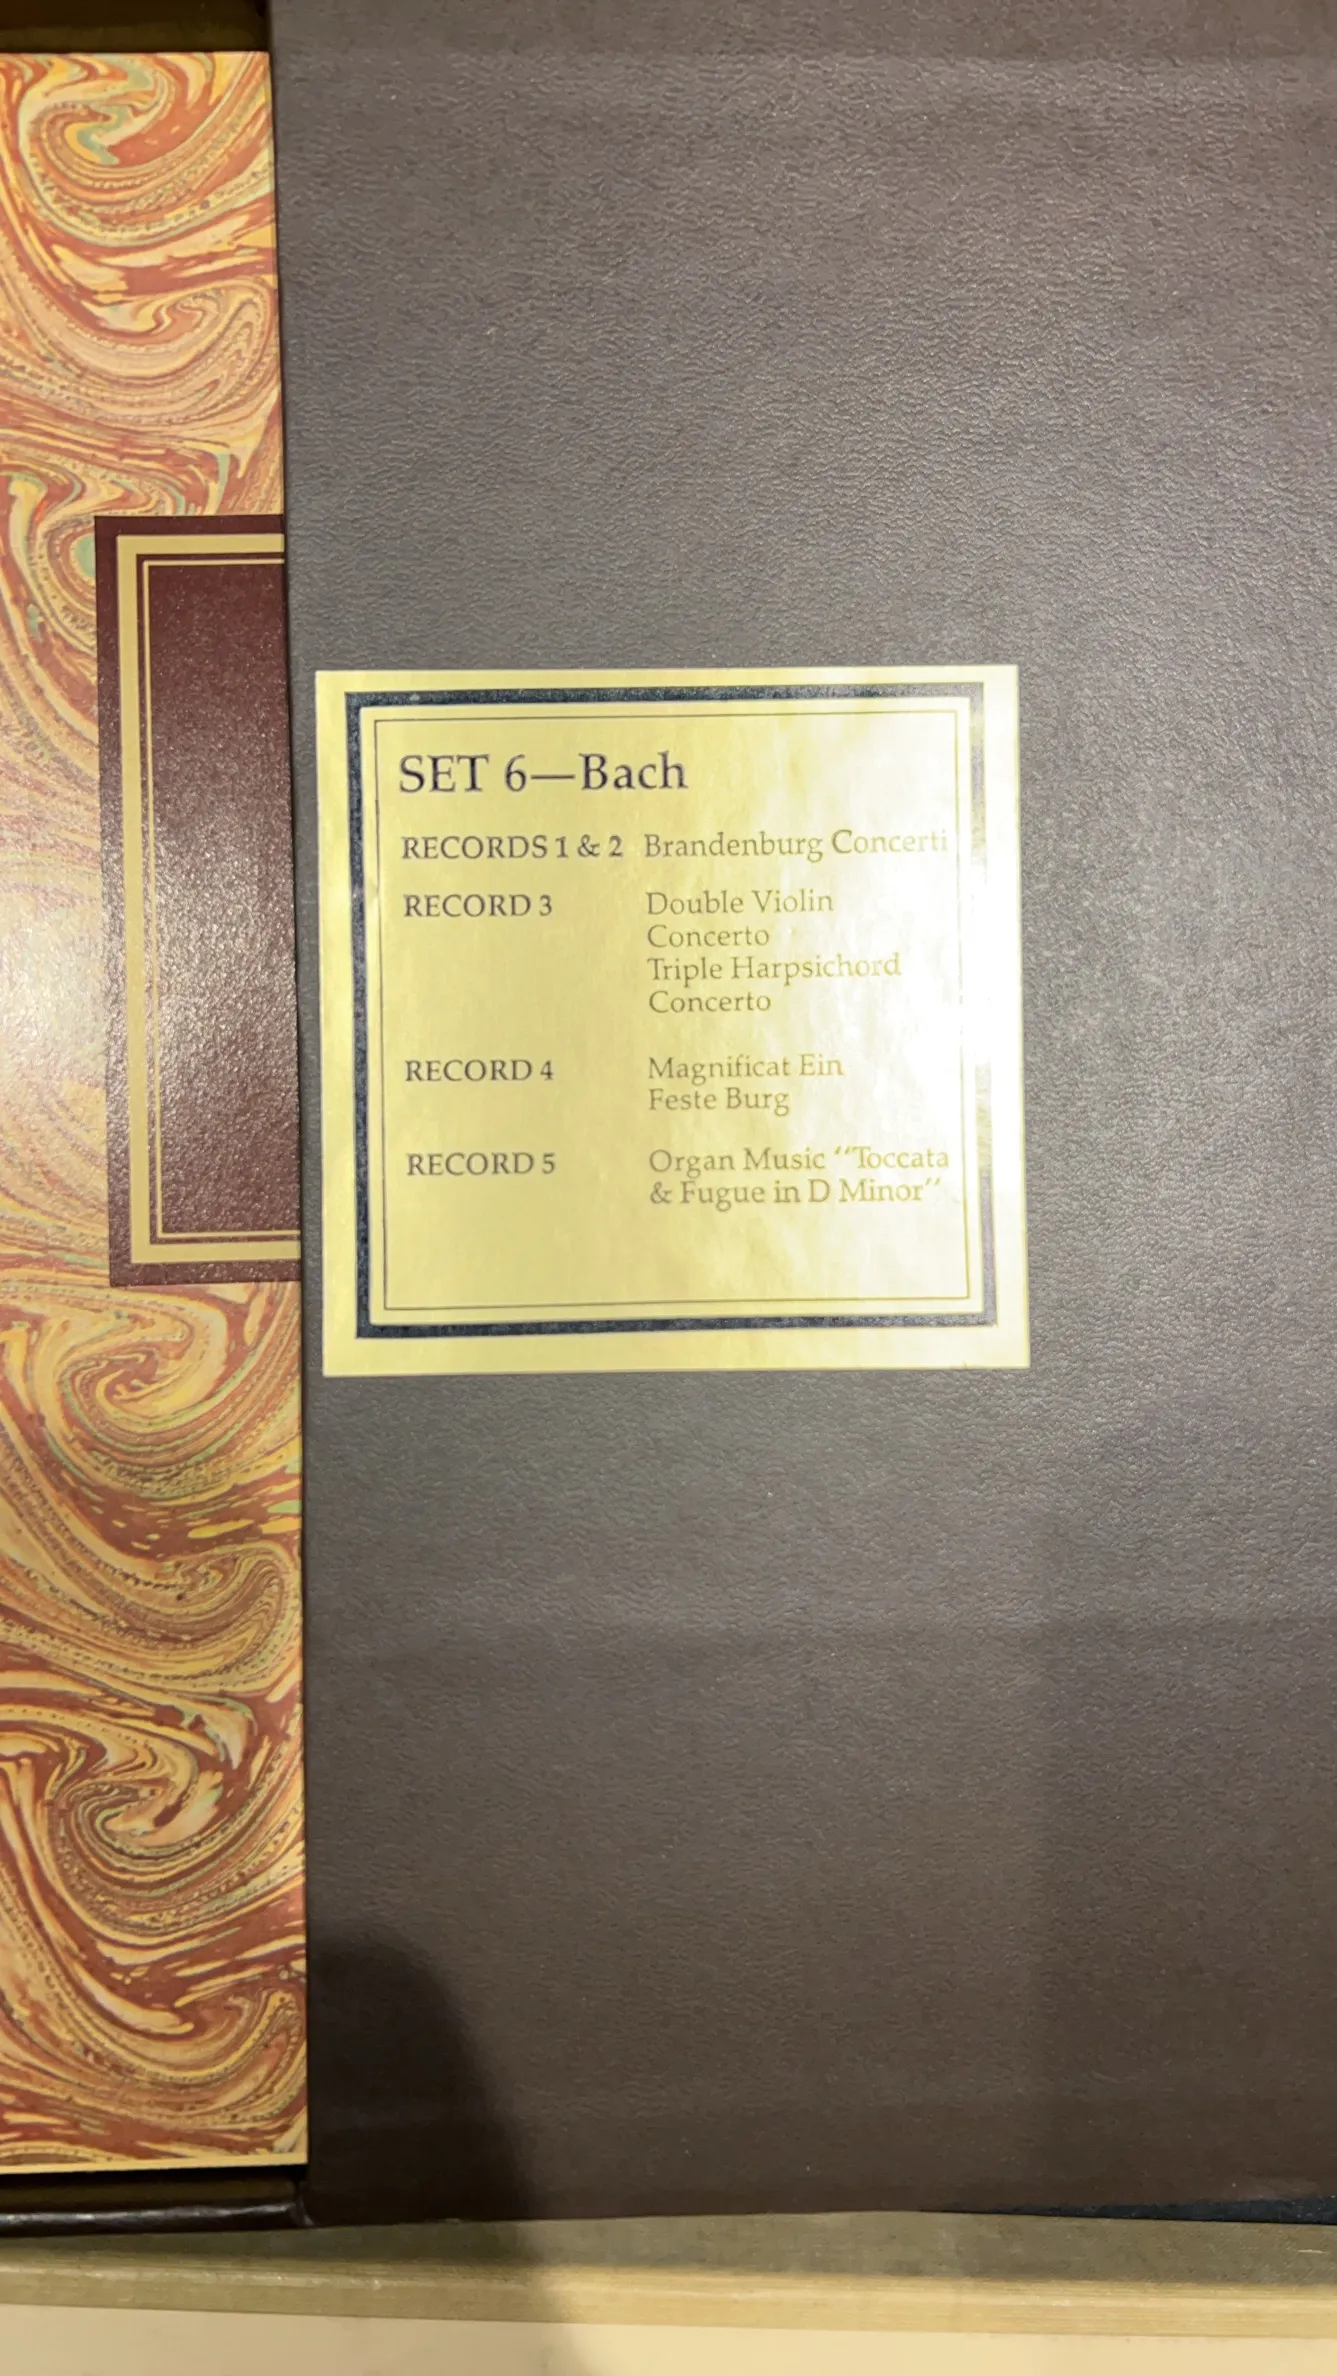 SET 6—Bach
RECORDS 1 & 2 Brandenburg Concerti
RECORD 3 Double Violin
Concerto
Triple Harpsichord
Concerto
RECORD 4 Magnificat Ein
Feste Burg
RECORD 5 Organ Music “Toccata
& Fugue in D Minor”